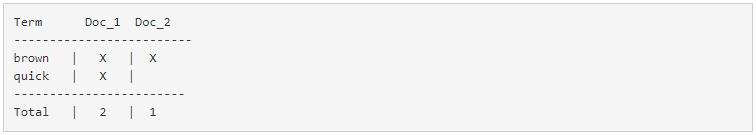 Term      Doc_1  Doc_2
-------------------------
brown   |   X   |  X
quick   |   X   |
------------------------
Total   |   2   |  1